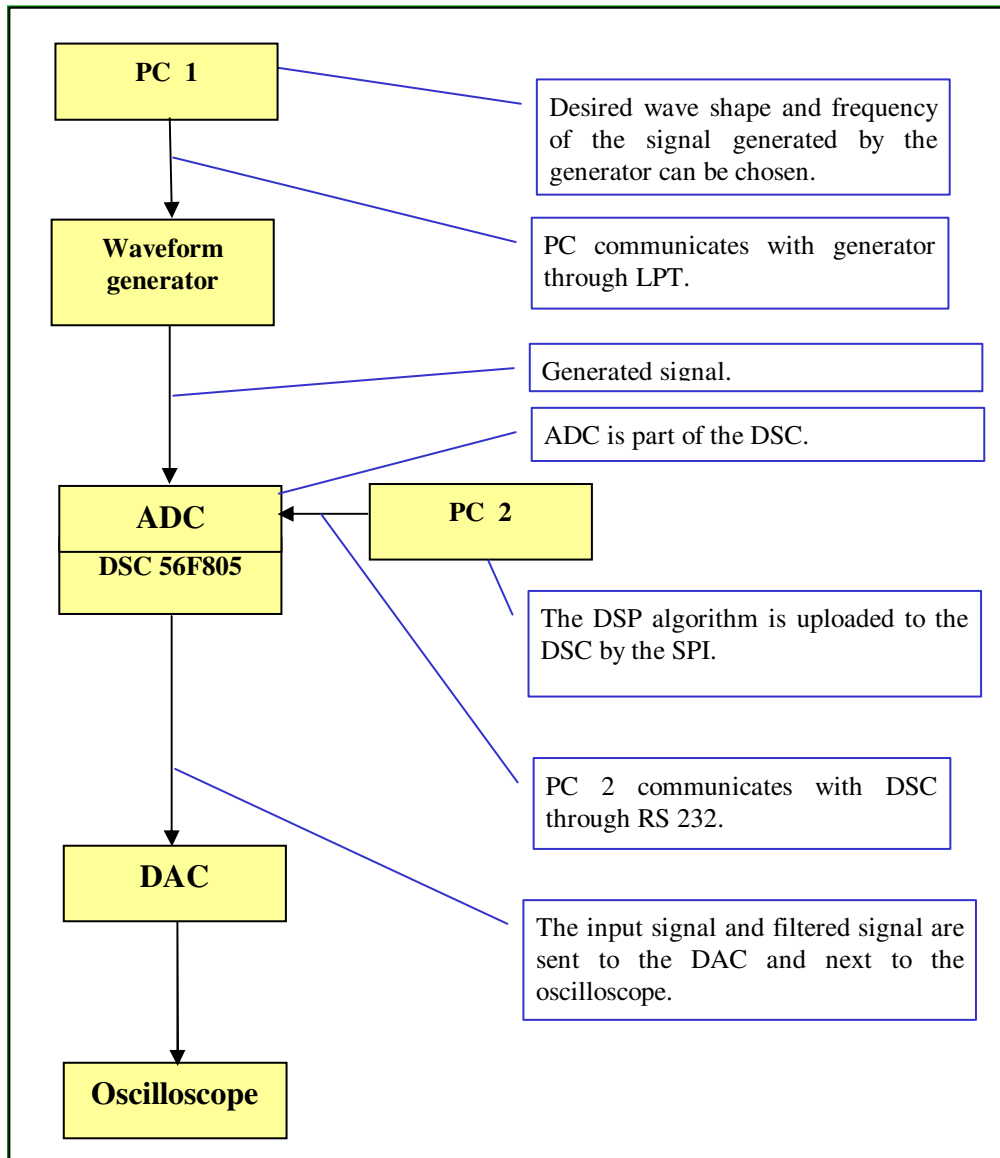 PC 1
Desired wave shape and frequency
of the signal generated by the
generator can be chosen.
Waveform
generator
PC communicates with generator
through LPT.
Generated signal.
ADC is part of the DSC.
ADC
DSC 56F805
PC 2
The DSP algorithm is uploaded to the
DSC by the SPI.
PC 2 communicates with DSC
through RS 232.
DAC
The input signal and filtered signal are
sent to the DAC and next to the
oscilloscope.
Oscilloscope